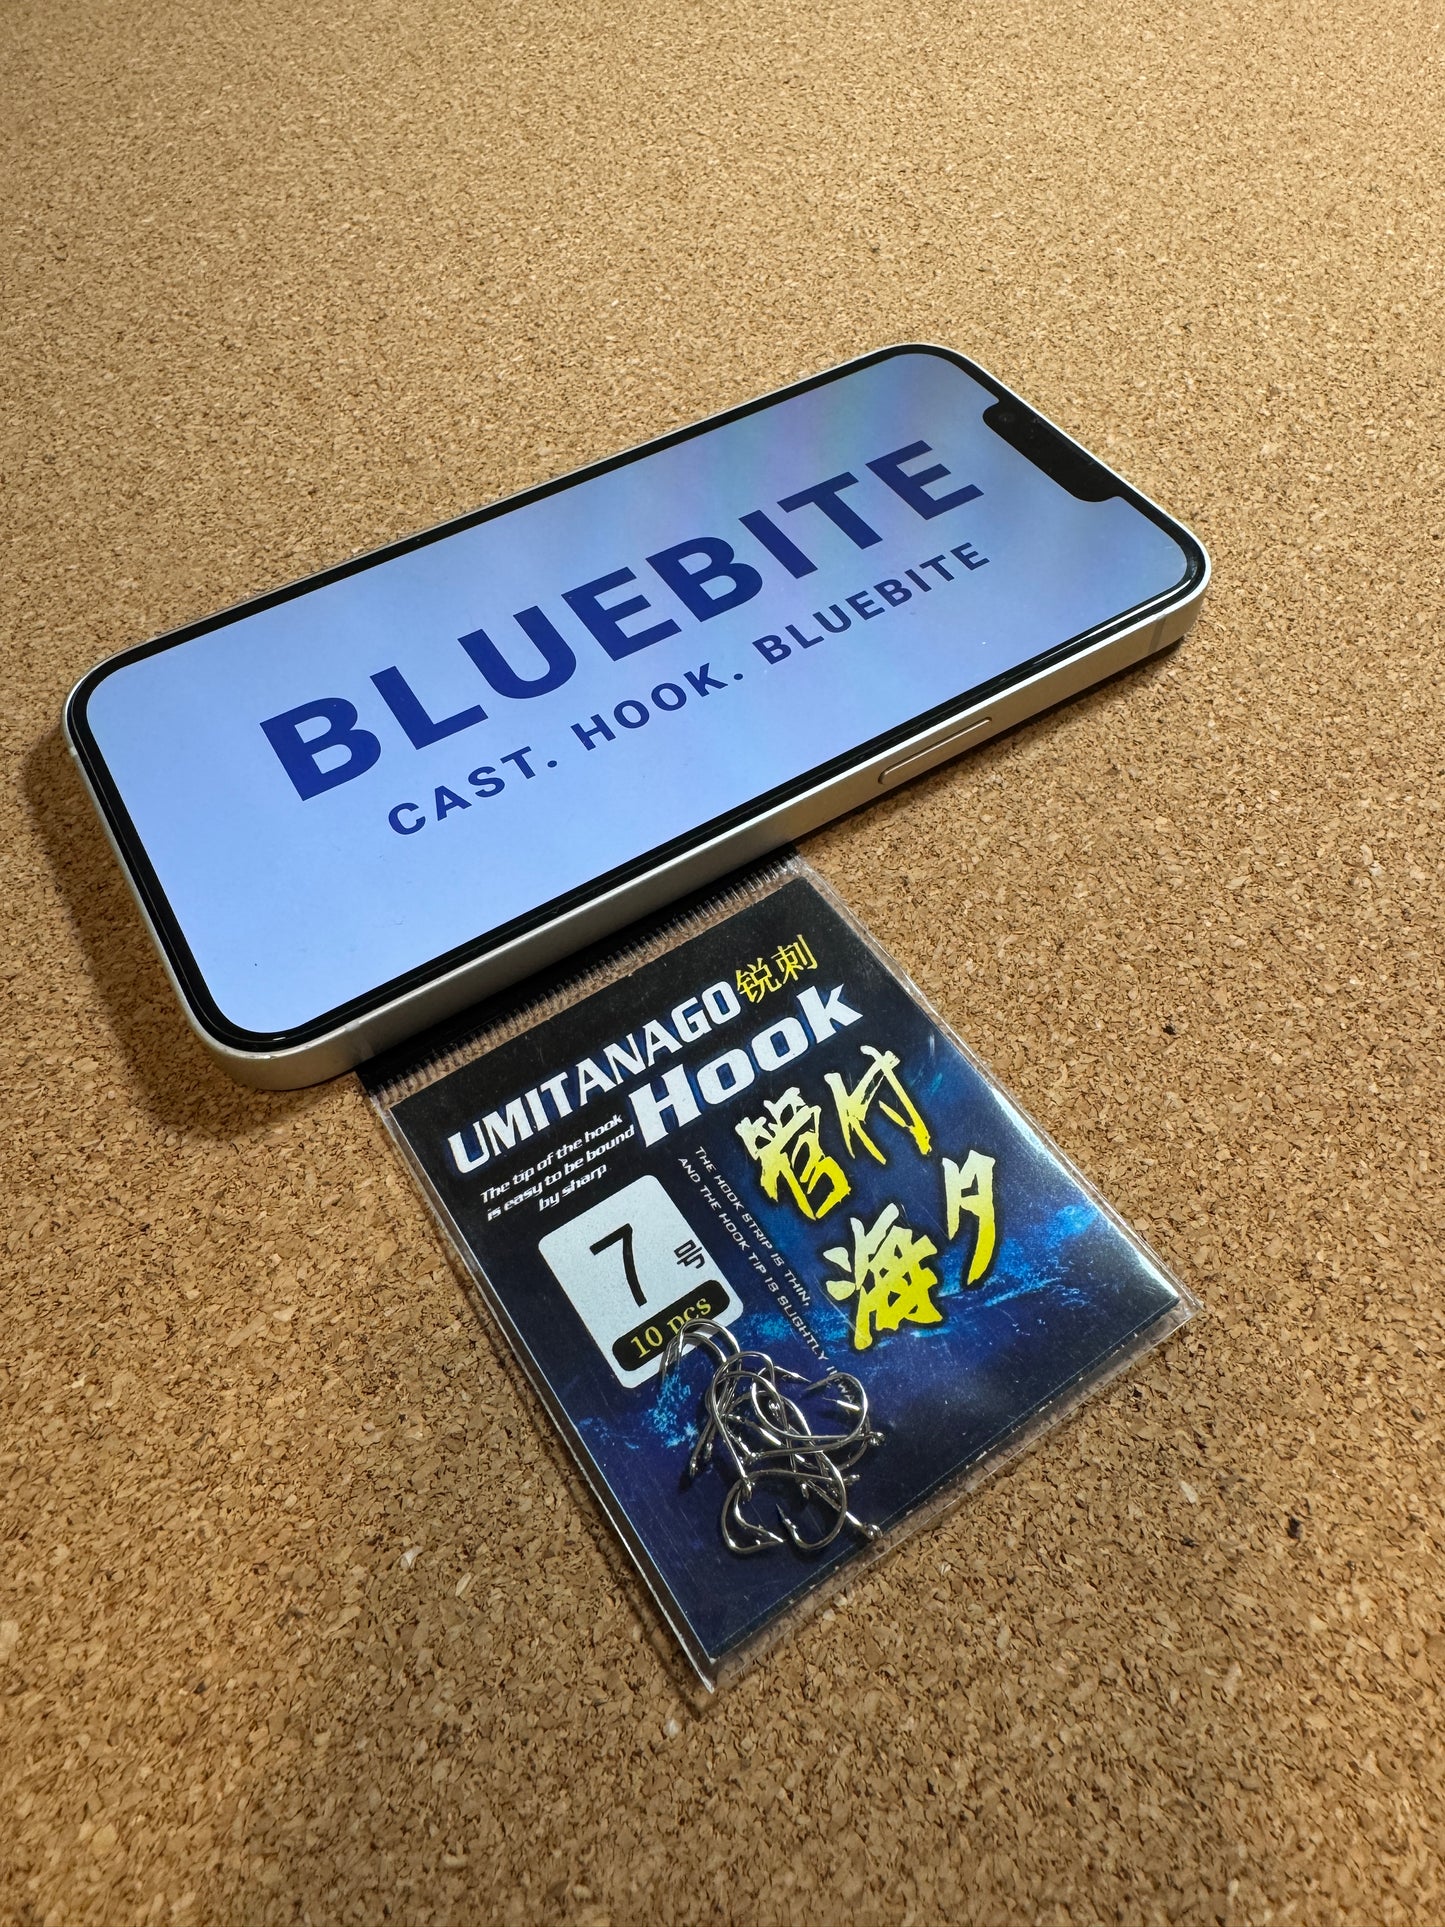 BLUEBITE
CAST. HOOK. BLUEBITE
UMITANAGO锐刺
Hook
The tip of the hook
is easy to be bound
by sharp
7号
10 pcs
THE HOOK STRIP IS THIN,
AND THE HOOK TIP IS SLIGHTLY
管付
海夕